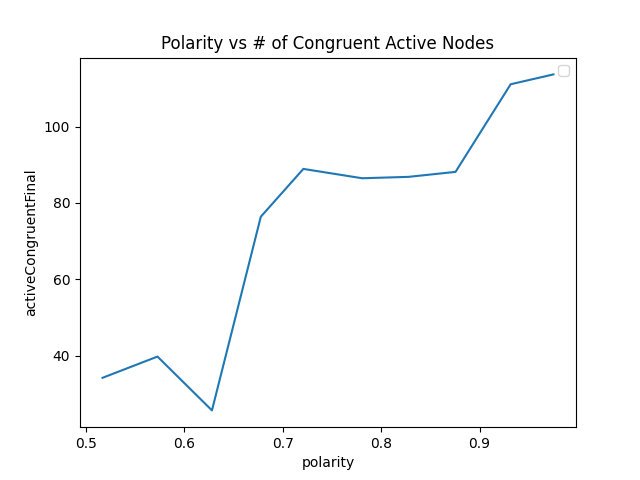 Polarity vs # of Congruent Active Nodes
activeCongruentFinal
100
80
60
40
0.5 0.6 0.7 0.8 0.9
polarity